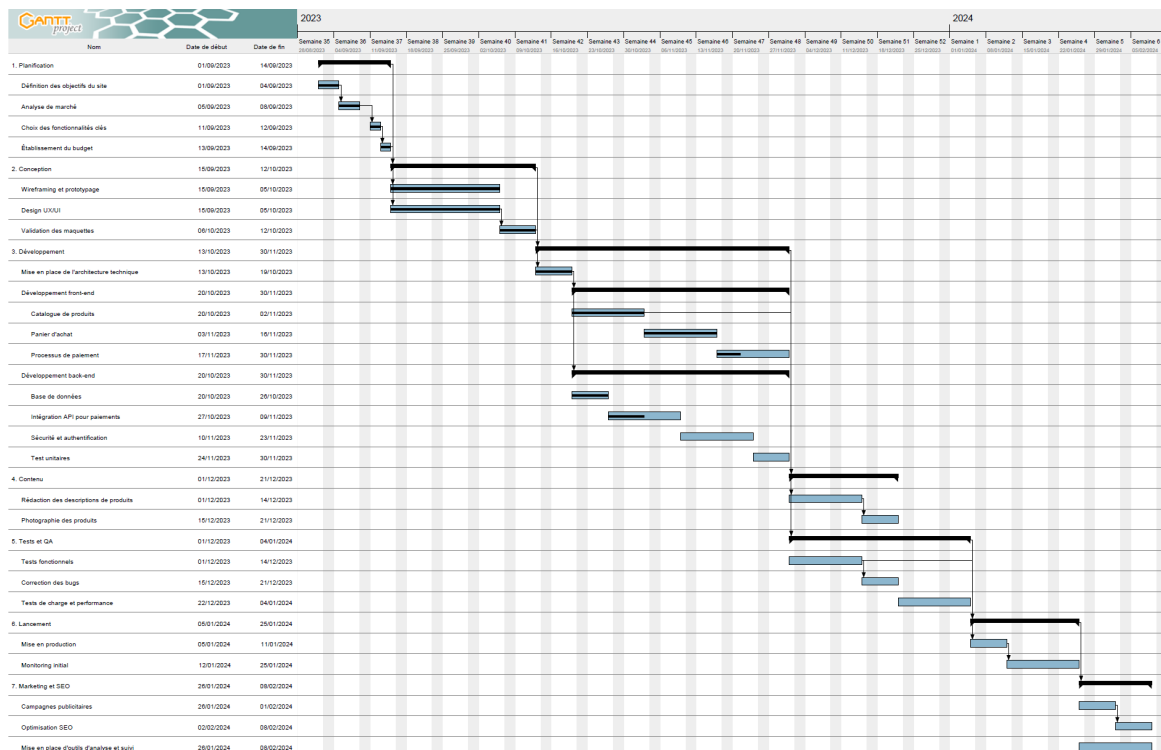 GANTT project
2023
2024
Nom Date de début Date de fin
Semaine 35 Semaine 36 Semaine 37 Semaine 38 Semaine 39 Semaine 40 Semaine 41 Semaine 42 Semaine 43 Semaine 44 Semaine 45 Semaine 46 Semaine 47 Semaine 48 Semaine 49 Semaine 50 Semaine 51 Semaine 52 Semaine 1 Semaine 2 Semaine 3 Semaine 4 Semaine 5 Semaine 6
1. Planification 01/09/2023 14/09/2023
Définition des objectifs du site 01/09/2023 04/09/2023
Analyse de marché 05/09/2023 08/09/2023
Choix des fonctionnalités clés 11/09/2023 12/09/2023
Établissement du budget 13/09/2023 14/09/2023
2. Conception 15/09/2023 12/10/2023
Wireframing et prototypage 15/09/2023 05/10/2023
Design UX/UI 15/09/2023 05/10/2023
Validation des maquettes 06/10/2023 12/10/2023
3. Développement 13/10/2023 30/11/2023
Mise en place de l'architecture technique 13/10/2023 19/10/2023
Développement front-end 20/10/2023 30/11/2023
Catalogue de produits 20/10/2023 02/11/2023
Panier d'achat 03/11/2023 16/11/2023
Processus de paiement 17/11/2023 30/11/2023
Développement back-end 20/10/2023 30/11/2023
Base de données 20/10/2023 26/10/2023
Intégration API pour paiements 27/10/2023 09/11/2023
Sécurité et authentification 10/11/2023 23/11/2023
Test unitaires 24/11/2023 30/11/2023
4. Contenu 01/12/2023 21/12/2023
Rédaction des descriptions de produits 01/12/2023 14/12/2023
Photographie des produits 15/12/2023 21/12/2023
5. Tests et QA 01/12/2023 04/01/2024
Tests fonctionnels 01/12/2023 14/12/2023
Correction des bugs 15/12/2023 21/12/2023
Tests de charge et performance 22/12/2023 04/01/2024
6. Lancement 05/01/2024 25/01/2024
Mise en production 05/01/2024 11/01/2024
Monitoring initial 12/01/2024 25/01/2024
7. Marketing et SEO 26/01/2024 08/02/2024
Campagnes publicitaires 26/01/2024 01/02/2024
Optimisation SEO 02/02/2024 08/02/2024
Mise en place d'outils d'analyse et suivi 26/01/2024 08/02/2024